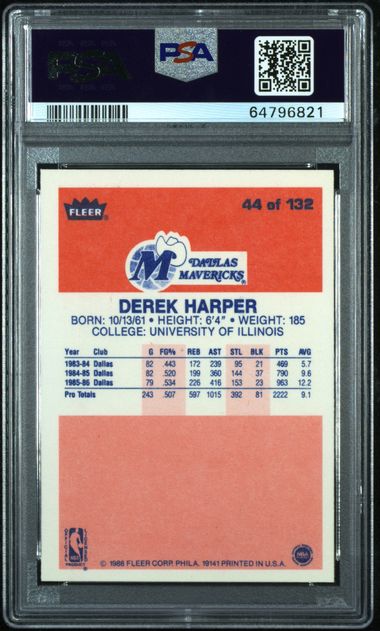 PSA
PSA
64796821
FLEER
44 of 132
M DALLAS
MAVERICKS
DEREK HARPER
BORN: 10/13/61 • HEIGHT: 6'4" • WEIGHT: 185
COLLEGE: UNIVERSITY OF ILLINOIS
Year Club G FG% REB AST STL BLK PTS AVG
1983-84 Dallas 82 .443 172 239 95 21 469 5.7
1984-85 Dallas 82 .520 199 360 144 37 790 9.6
1985-86 Dallas 79 .534 226 416 153 23 963 12.2
Pro Totals 243 .507 597 1015 392 81 2222 9.1
OFFICIAL
NBA
PRODUCT
© 1986 FLEER CORP. PHILA. 19141 PRINTED IN U.S.A.